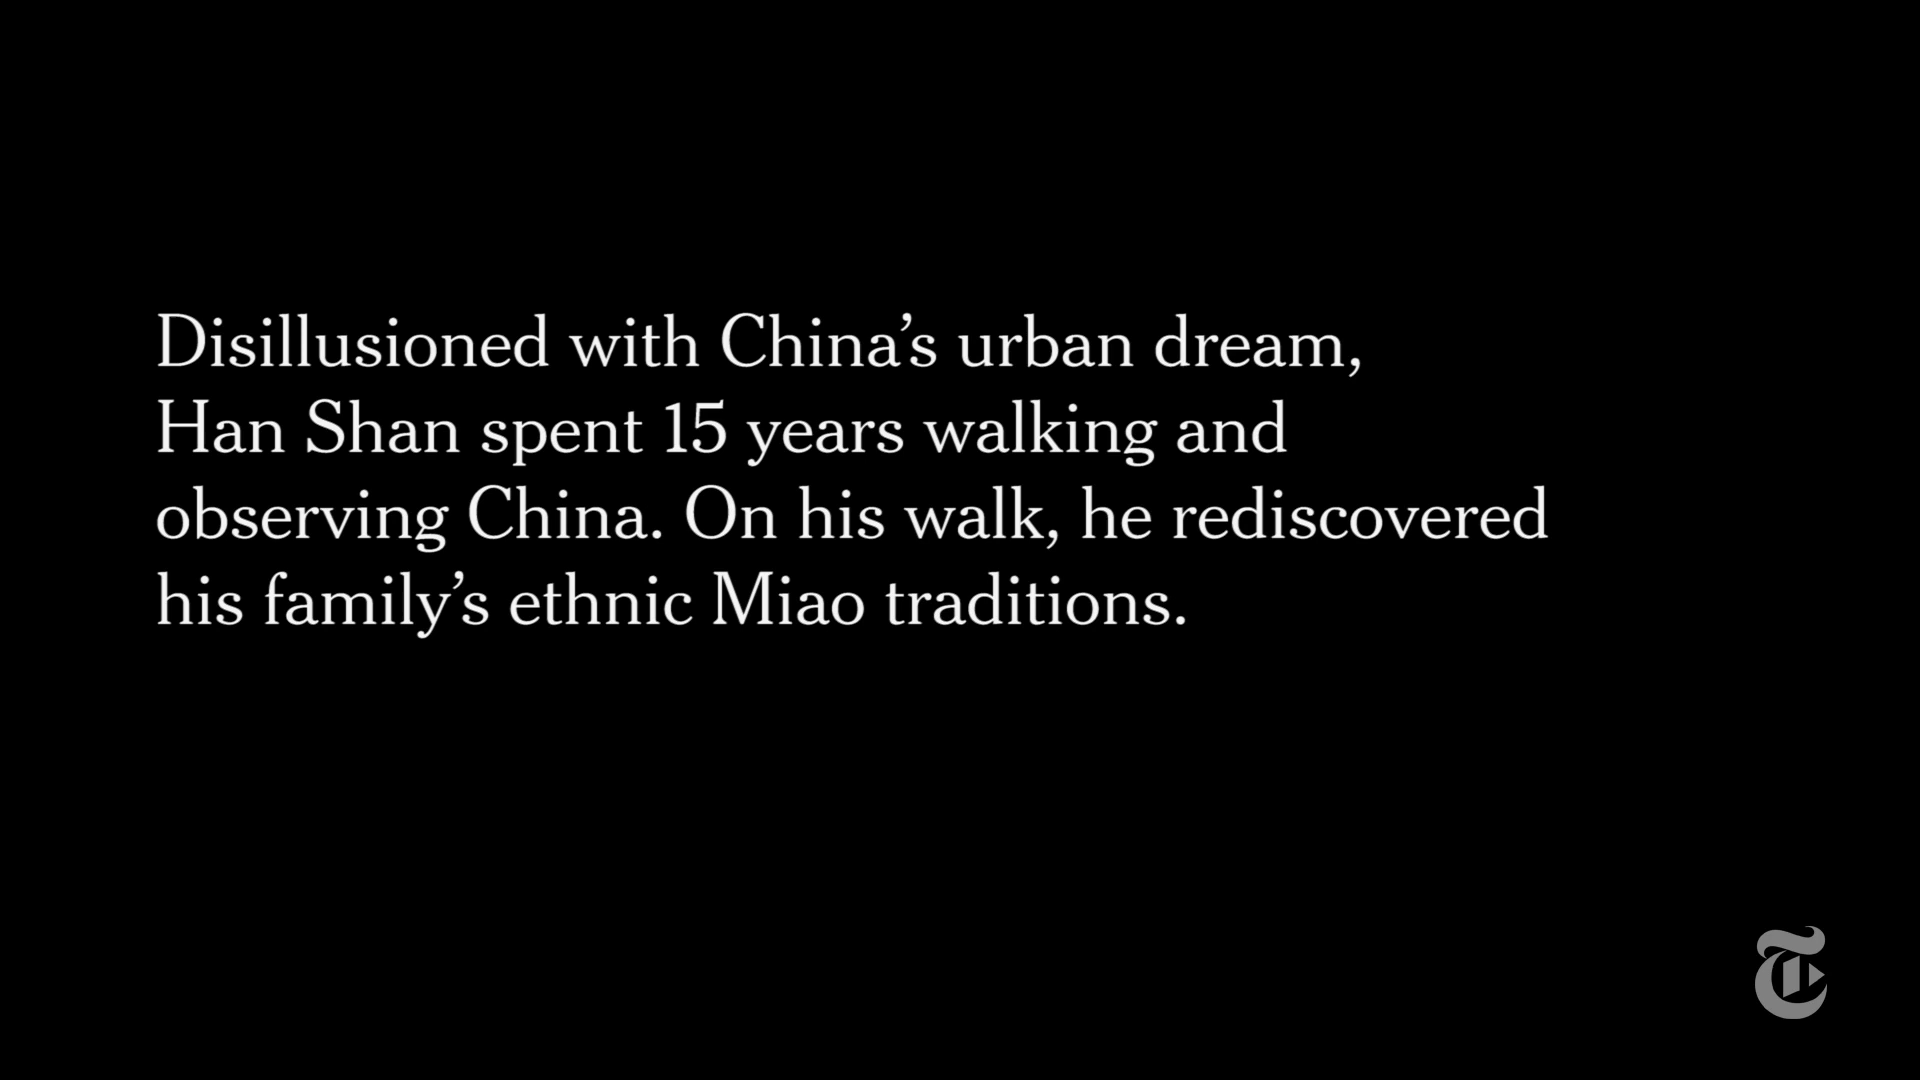 Disillusioned with China’s urban dream,
Han Shan spent 15 years walking and
observing China. On his walk, he rediscovered
his family’s ethnic Miao traditions.
T